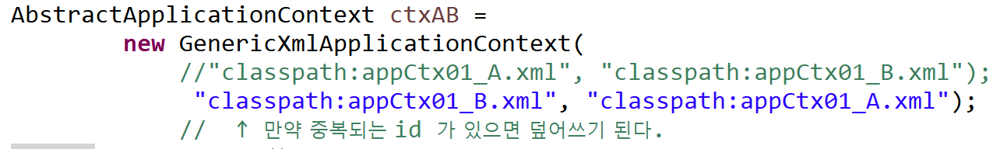 AbstractApplicationContext ctxAB =
new GenericXmlApplicationContext(
//"classpath:appCtx01_A.xml", "classpath:appCtx01_B.xml");
"classpath:appCtx01_B.xml", "classpath:appCtx01_A.xml");
// ↑ 만약 중복되는 id 가 있으면 덮어쓰기 된다.